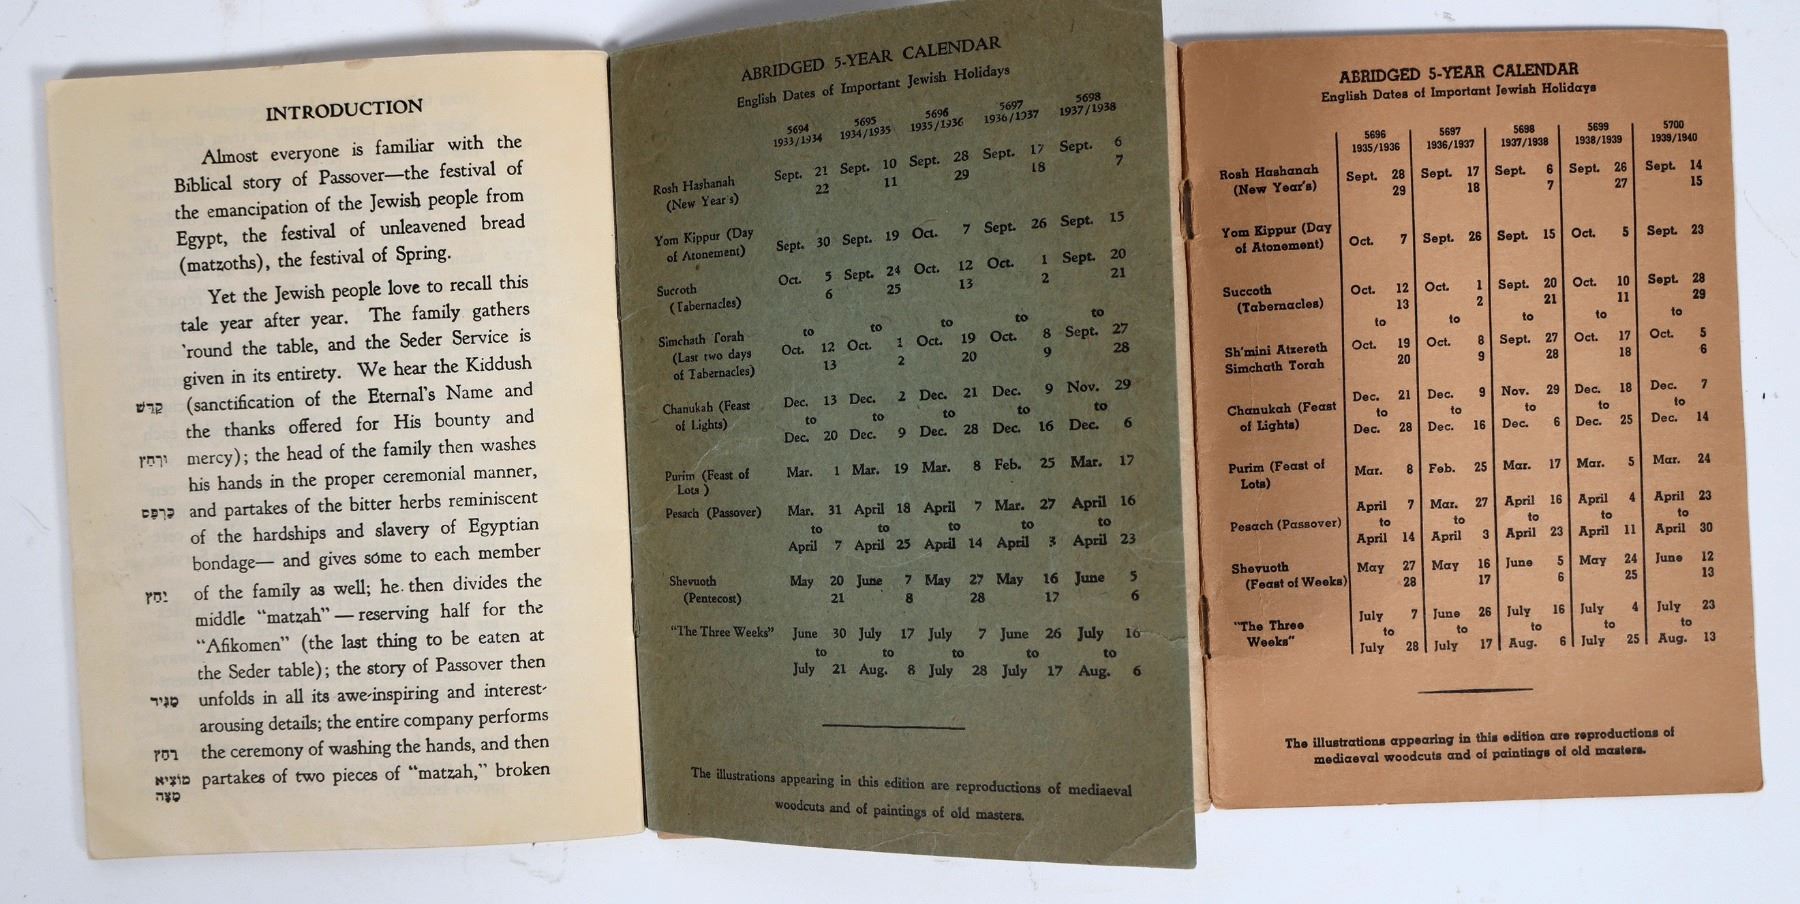 INTRODUCTION
Almost everyone is familiar with the
Biblical story of Passover—the festival of
the emancipation of the Jewish people from
Egypt, the festival of unleavened bread
(matzoths), the festival of Spring.
Yet the Jewish people love to recall this
tale year after year. The family gathers
'round the table, and the Seder Service is
given in its entirety. We hear the Kiddush
קַדֵּשׁ (sanctification of the Eternal's Name and
the thanks offered for His bounty and
וּרְחַץ mercy); the head of the family then washes
his hands in the proper ceremonial manner,
כַּרְפַּס and partakes of the bitter herbs reminiscent
of the hardships and slavery of Egyptian
bondage— and gives some to each member
יַחַץ of the family as well; he then divides the
middle "matzah" — reserving half for the
"Afikomen" (the last thing to be eaten at
the Seder table); the story of Passover then
מַגִּיד unfolds in all its awe-inspiring and interest-
arousing details; the entire company performs
רַחַץ the ceremony of washing the hands, and then
מוֹצִיא partakes of two pieces of "matzah," broken
מַצָּה
ABRIDGED 5-YEAR CALENDAR
English Dates of Important Jewish Holidays
5694 5695 5696 5697 5698
1933/1934 1934/1935 1935/1936 1936/1937 1937/1938
Rosh Hashanah Sept. 21 Sept. 10 Sept. 28 Sept. 17 Sept. 6
(New Year's) 22 11 29 18 7
Yom Kippur (Day Sept. 30 Sept. 19 Oct. 7 Sept. 26 Sept. 15
of Atonement)
Succoth Oct. 5 Sept. 24 Oct. 12 Oct. 1 Sept. 20
(Tabernacles) 6 25 13 2 21
to to to to to
Simchath Torah Oct. 12 Oct. 1 Oct. 19 Oct. 8 Sept. 27
(Last two days 13 2 20 9 28
of Tabernacles)
Chanukah (Feast Dec. 13 Dec. 2 Dec. 21 Dec. 9 Nov. 29
of Lights) to to to to to
Dec. 20 Dec. 9 Dec. 28 Dec. 16 Dec. 6
Purim (Feast of Mar. 1 Mar. 19 Mar. 8 Feb. 25 Mar. 17
Lots )
Pesach (Passover) Mar. 31 April 18 April 7 Mar. 27 April 16
to to to to to
April 7 April 25 April 14 April 3 April 23
Shevuoth May 20 June 7 May 27 May 16 June 5
(Pentecost) 21 8 28 17 6
"The Three Weeks" June 30 July 17 July 7 June 26 July 16
to to to to to
July 21 Aug. 8 July 28 July 17 Aug. 6
The illustrations appearing in this edition are reproductions of mediaeval
woodcuts and of paintings of old masters.
ABRIDGED 5-YEAR CALENDAR
English Dates of Important Jewish Holidays
5696 5697 5698 5699 5700
1935/1936 1936/1937 1937/1938 1938/1939 1939/1940
Rosh Hashanah Sept. 28 Sept. 17 Sept. 6 Sept. 26 Sept. 14
(New Year's) 29 18 7 27 15
Yom Kippur (Day Oct. 7 Sept. 26 Sept. 15 Oct. 5 Sept. 23
of Atonement)
Succoth Oct. 12 Oct. 1 Sept. 20 Oct. 10 Sept. 28
(Tabernacles) 13 2 21 11 29
to to to to to
Sh'mini Atzereth Oct. 19 Oct. 8 Sept. 27 Oct. 17 Oct. 5
Simchath Torah 20 9 28 18 6
Chanukah (Feast Dec. 21 Dec. 9 Nov. 29 Dec. 18 Dec. 7
of Lights) to to to to to
Dec. 28 Dec. 16 Dec. 6 Dec. 25 Dec. 14
Purim (Feast of Mar. 8 Feb. 25 Mar. 17 Mar. 5 Mar. 24
Lots)
Pesach (Passover) April 7 Mar. 27 April 16 April 4 April 23
to to to to to
April 14 April 3 April 23 April 11 April 30
Shevuoth May 27 May 16 June 5 May 24 June 12
(Feast of Weeks) 28 17 6 25 13
"The Three July 7 June 26 July 16 July 4 July 23
Weeks" to to to to to
July 28 July 17 Aug. 6 July 25 Aug. 13
The illustrations appearing in this edition are reproductions of
mediaeval woodcuts and of paintings of old masters.